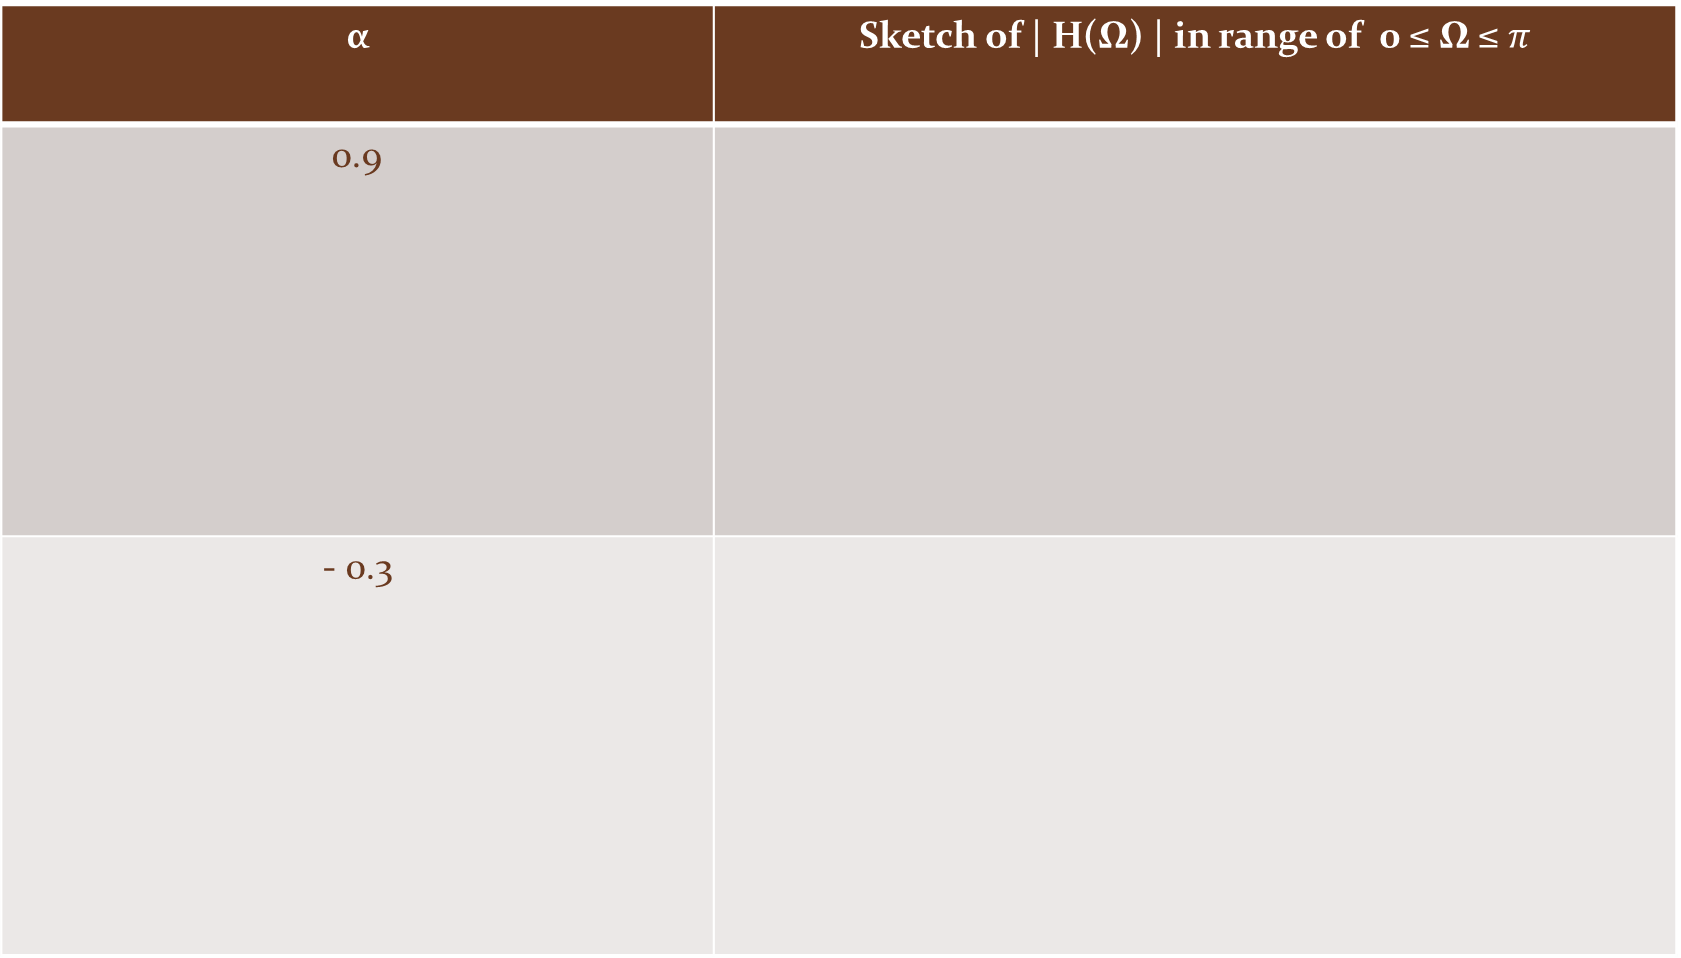 α
Sketch of | H(Ω) | in range of 0 ≤ Ω ≤ π
0.9
- 0.3